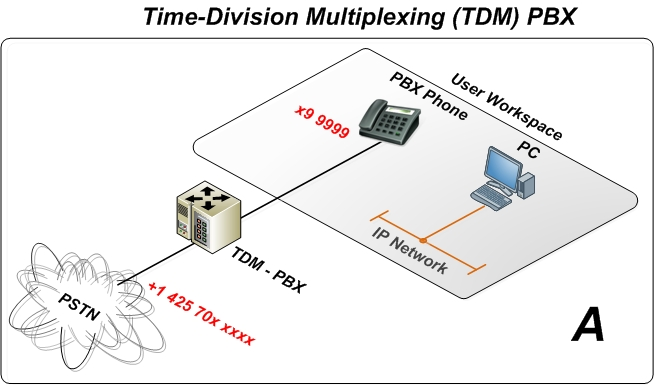 Time-Division Multiplexing (TDM) PBX
User Workspace
PBX Phone
x9 9999
PC
IP Network
TDM - PBX
PSTN
+1 425 70x xxxx
A